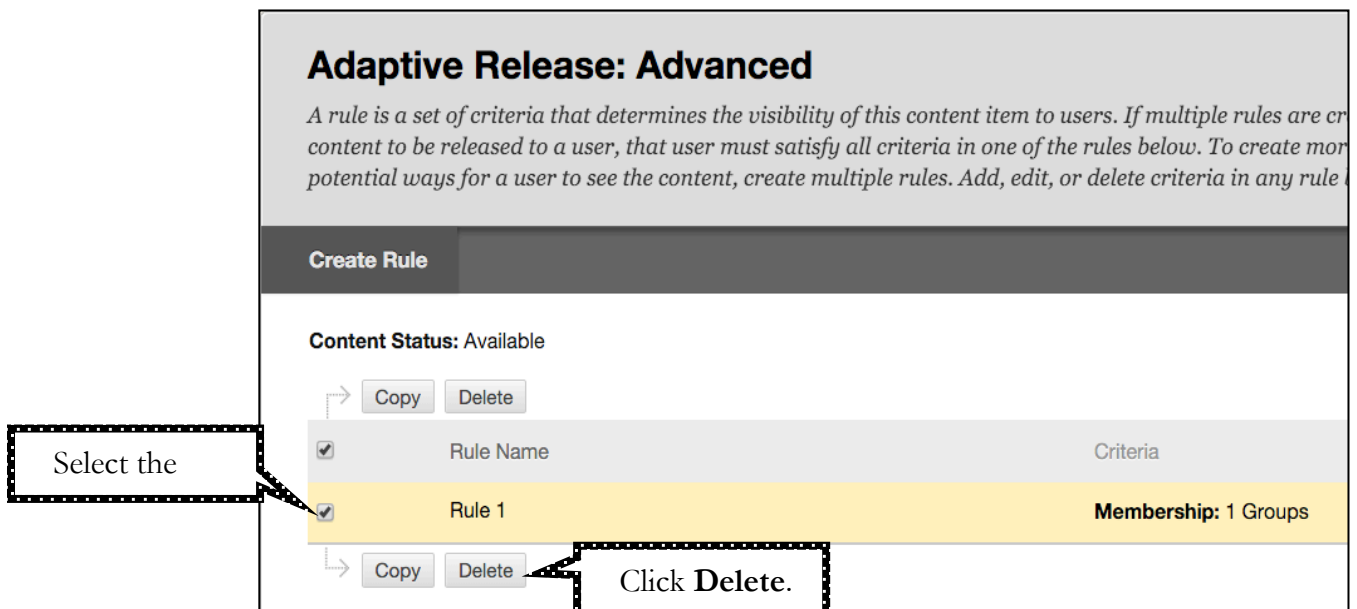 Adaptive Release: Advanced
A rule is a set of criteria that determines the visibility of this content item to users. If multiple rules are cr
content to be released to a user, that user must satisfy all criteria in one of the rules below. To create mor
potential ways for a user to see the content, create multiple rules. Add, edit, or delete criteria in any rule
Create Rule
Content Status: Available
Copy Delete
Rule Name Criteria
Select the
Rule 1 Membership: 1 Groups
Copy Delete
Click Delete.